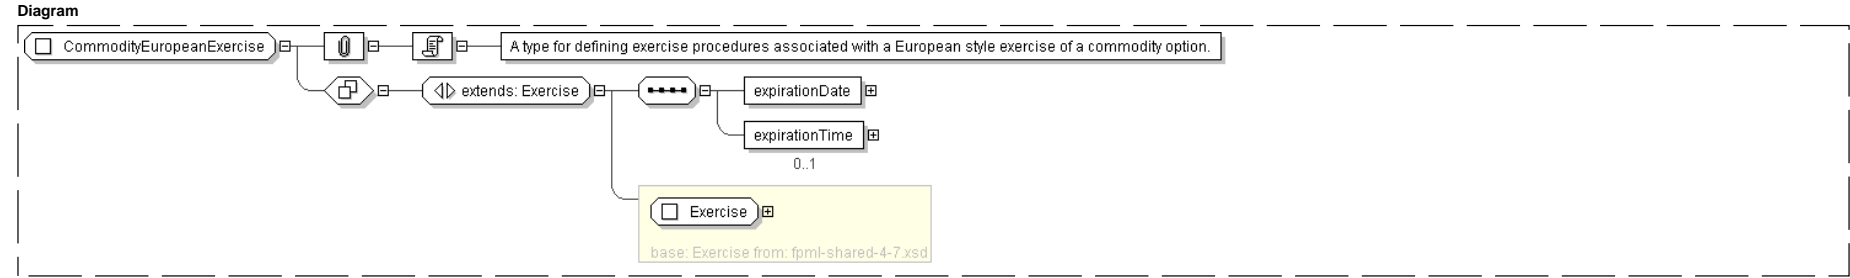 Diagram
CommodityEuropeanExercise
A type for defining exercise procedures associated with a European style exercise of a commodity option.
extends: Exercise
expirationDate
expirationTime
0..1
Exercise
base: Exercise from: fpml-shared-4-7.xsd